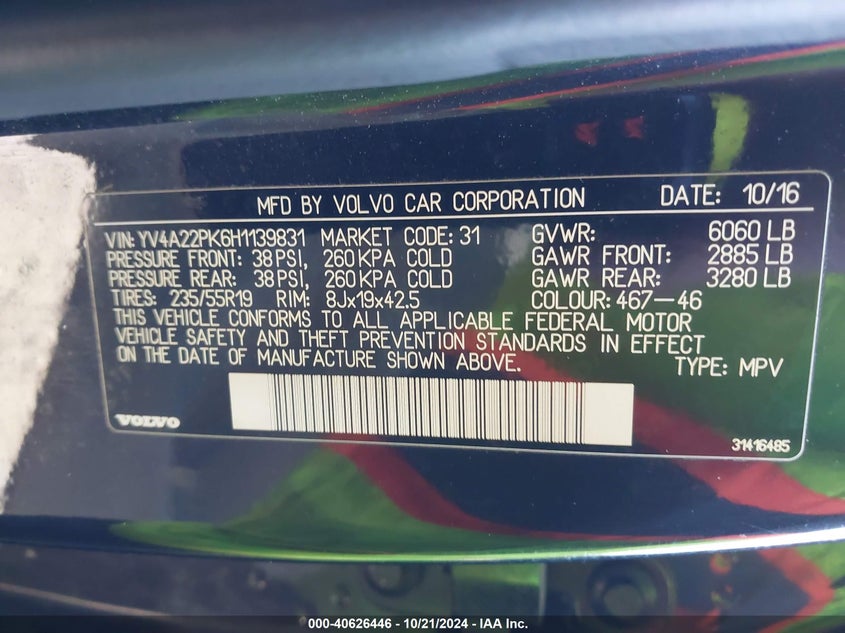 MFD BY VOLVO CAR CORPORATION DATE: 10/16
VIN: YV4A22PK6H1139831 MARKET CODE: 31 GVWR: 6060 LB
PRESSURE FRONT: 38 PSI, 260 KPA COLD GAWR FRONT: 2885 LB
PRESSURE REAR: 38 PSI, 260 KPA COLD GAWR REAR: 3280 LB
TIRES: 235/55R19 RIM: 8Jx19x42.5 COLOUR: 467-46
THIS VEHICLE CONFORMS TO ALL APPLICABLE FEDERAL MOTOR
VEHICLE SAFETY AND THEFT PREVENTION STANDARDS IN EFFECT
ON THE DATE OF MANUFACTURE SHOWN ABOVE. TYPE: MPV
VOLVO 31416485
000-40626446 - 10/21/2024 - IAA Inc.